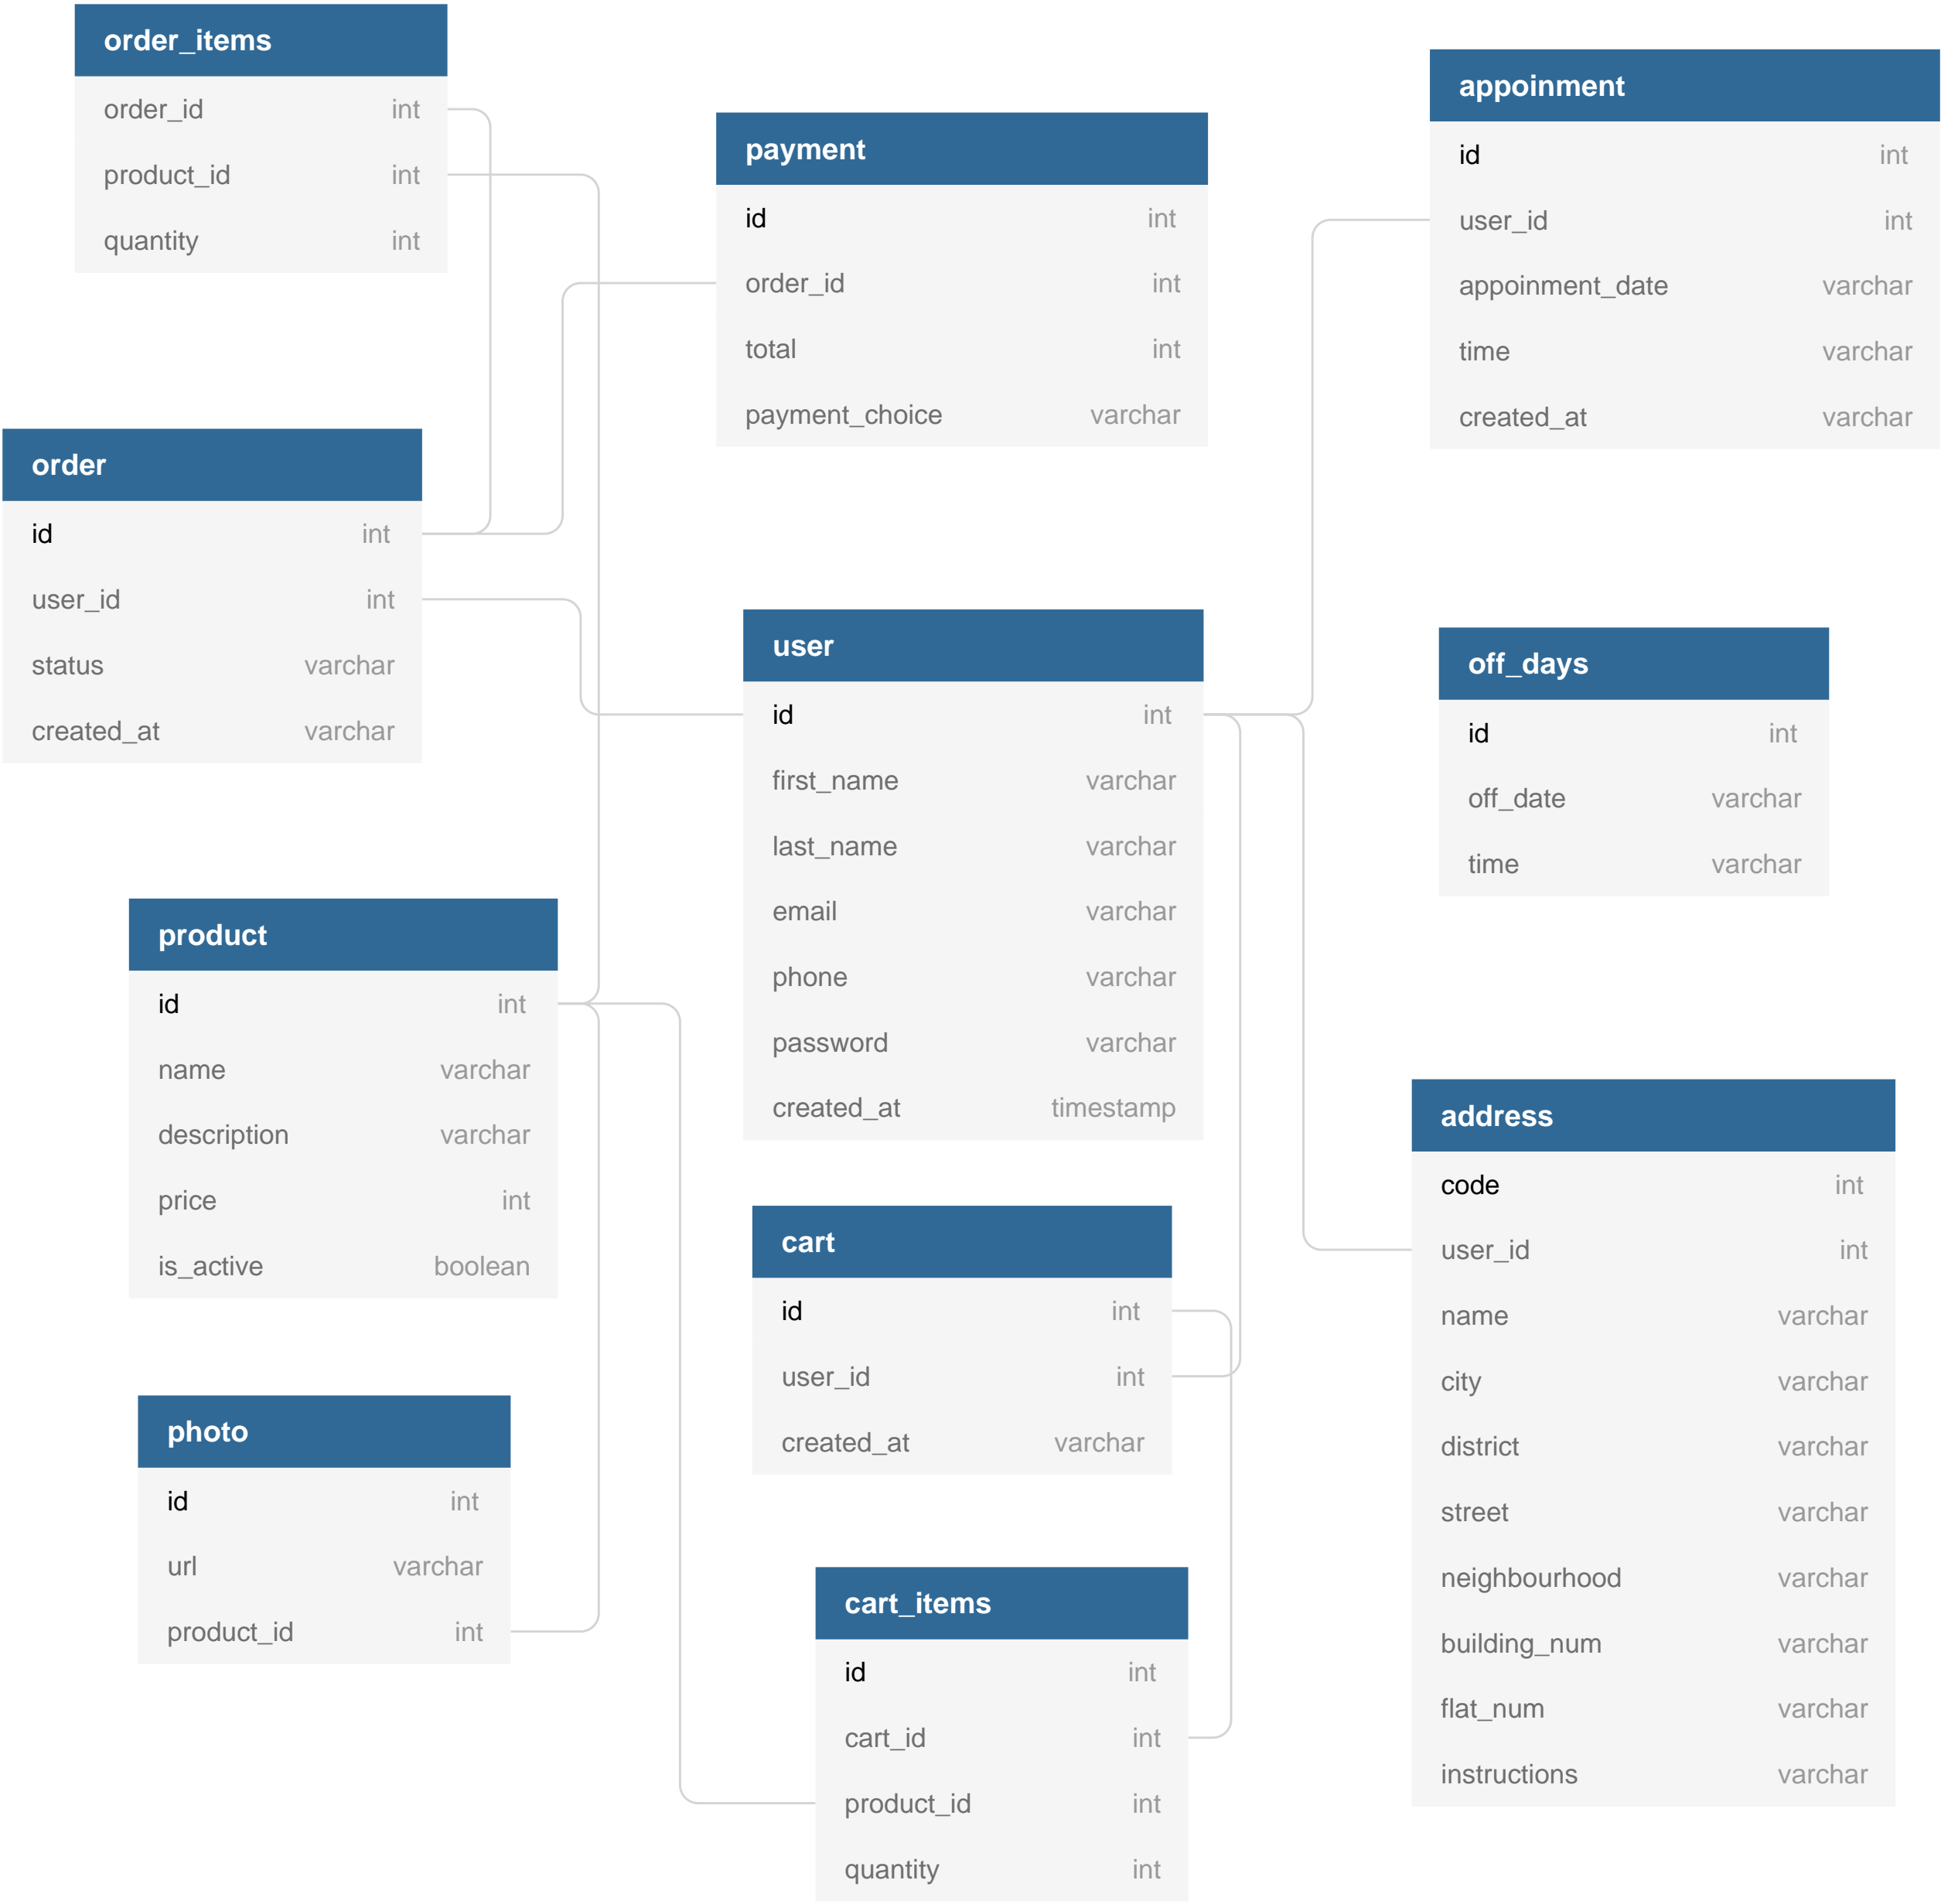 order_items
order_id int
product_id int
quantity int
payment
id int
order_id int
total int
payment_choice varchar
appoinment
id int
user_id int
appoinment_date varchar
time varchar
created_at varchar
order
id int
user_id int
status varchar
created_at varchar
user
id int
first_name varchar
last_name varchar
email varchar
phone varchar
password varchar
created_at timestamp
off_days
id int
off_date varchar
time varchar
product
id int
name varchar
description varchar
price int
is_active boolean
address
code int
user_id int
name varchar
city varchar
district varchar
street varchar
neighbourhood varchar
building_num varchar
flat_num varchar
instructions varchar
cart
id int
user_id int
created_at varchar
photo
id int
url varchar
product_id int
cart_items
id int
cart_id int
product_id int
quantity int